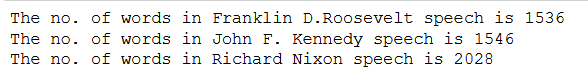 The no. of words in Franklin D.Roosevelt speech is 1536
The no. of words in John F. Kennedy speech is 1546
The no. of words in Richard Nixon speech is 2028